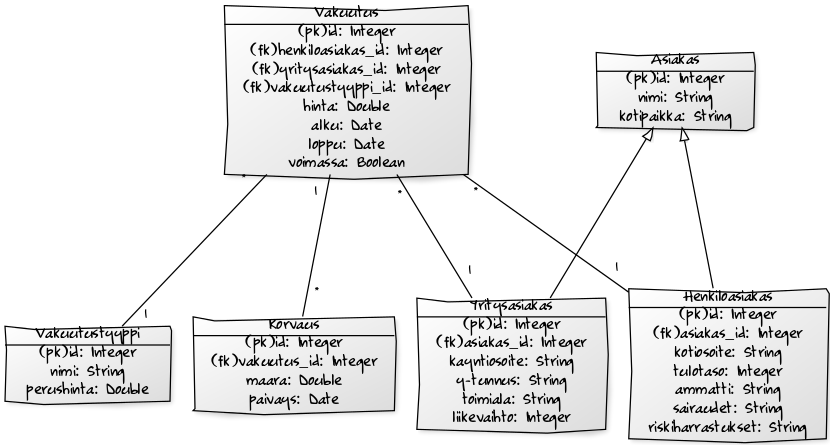 Vakuutus
(pk)id: Integer
(fk)henkiloasiakas_id: Integer
(fk)yritysasiakas_id: Integer
(fk)vakuutustyyppi_id: Integer
hinta: Double
alku: Date
loppu: Date
voimassa: Boolean
Asiakas
(pk)id: Integer
nimi: String
kotipaikka: String
* 1 * *
1 * 1 1
Vakuutustyyppi
(pk)id: Integer
nimi: String
perushinta: Double
Korvaus
(pk)id: Integer
(fk)vakuutus_id: Integer
maara: Double
paivays: Date
Yritysasiakas
(pk)id: Integer
(fk)asiakas_id: Integer
kayntiosoite: String
y-tunnus: String
toimiala: String
liikevaihto: Integer
Henkiloasiakas
(pk)id: Integer
(fk)asiakas_id: Integer
kotiosoite: String
tulotaso: Integer
ammatti: String
sairaudet: String
riskiharrastukset: String